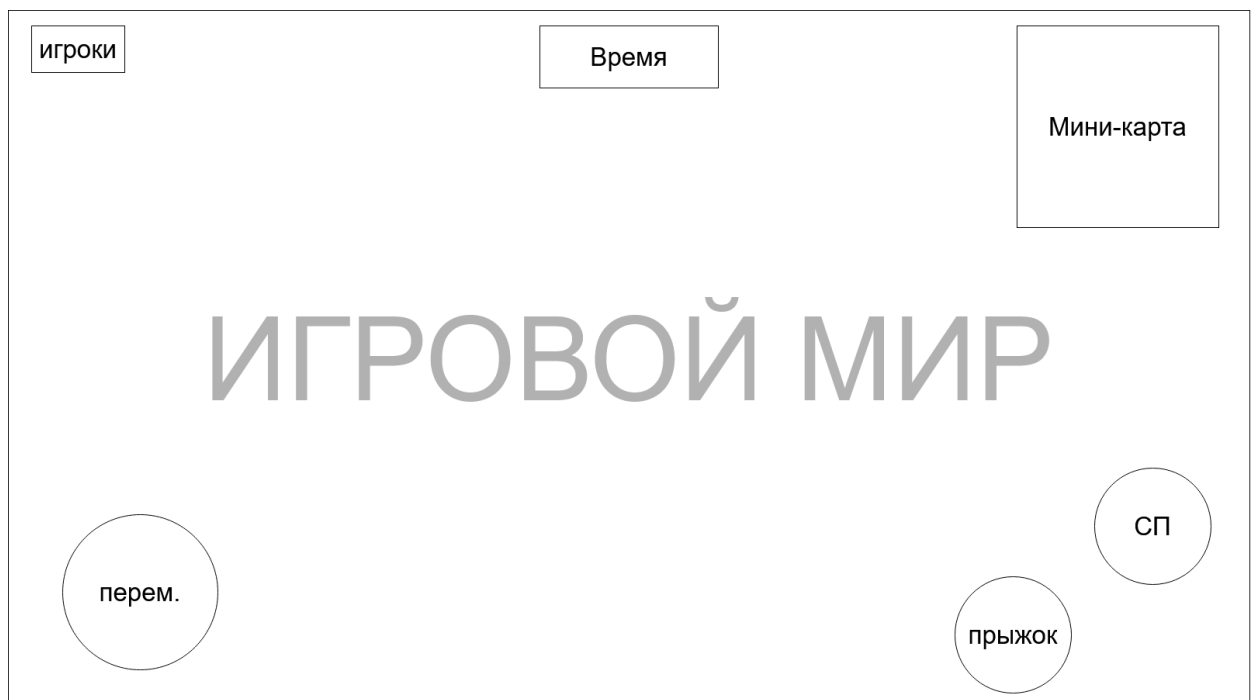 игроки
Время
Мини-карта
ИГРОВОЙ МИР
СП
перем.
прыжок